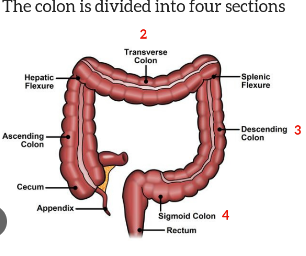 The colon is divided into four sections
2
Transverse
Colon
Hepatic
Flexure
Splenic
Flexure
Ascending
Colon
Descending 3
Colon
Cecum
Appendix
Sigmoid Colon 4
Rectum